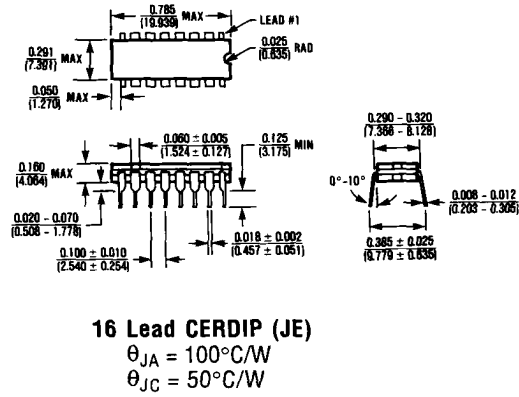 0.785
(19.939) MAX
LEAD #1
0.291
(7.391) MAX
0.025
(0.635) RAD
0.050
(1.270) MAX
0.060 ± 0.005
(1.524 ± 0.127)
0.125
(3.175) MIN
0.290 - 0.320
(7.366 - 8.128)
0.160
(4.064) MAX
0°-10°
0.020 - 0.070
(0.508 - 1.778)
0.008 - 0.012
(0.203 - 0.305)
0.018 ± 0.002
(0.457 ± 0.051)
0.100 ± 0.010
(2.540 ± 0.254)
0.385 ± 0.025
(9.779 ± 0.635)
16 Lead CERDIP (JE)
θJA = 100°C/W
θJC = 50°C/W